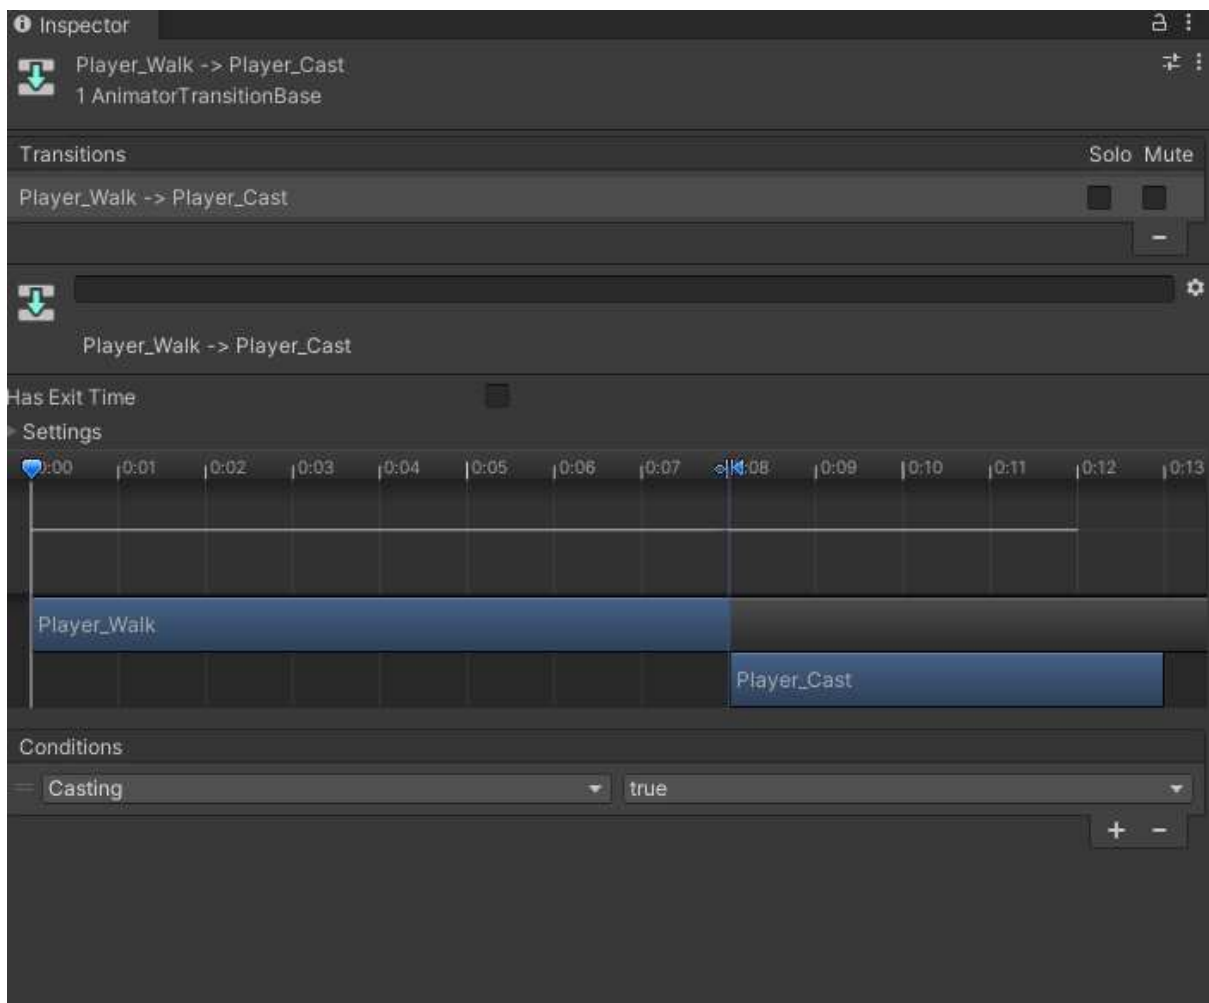 Inspector
Player_Walk -> Player_Cast
1 AnimatorTransitionBase
Transitions Solo Mute
Player_Walk -> Player_Cast
Player_Walk -> Player_Cast
Has Exit Time
Settings
0:00 0:01 0:02 0:03 0:04 0:05 0:06 0:07 0:08 0:09 0:10 0:11 0:12 0:13
Player_Walk
Player_Cast
Conditions
Casting true
+ -